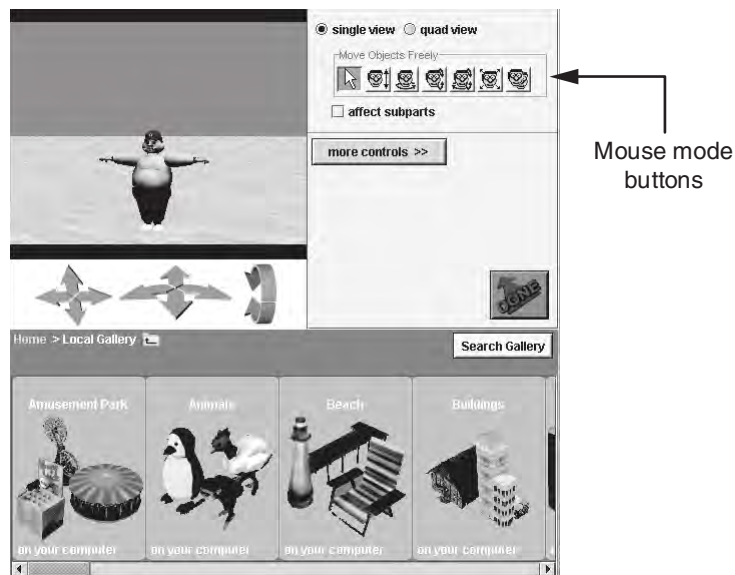 single view quad view
Move Objects Freely
affect subparts
more controls >>
Mouse mode
buttons
DONE
Home > Local Gallery
Search Gallery
Amusement Park Animals Beach Buildings
on your computer on your computer on your computer on your computer